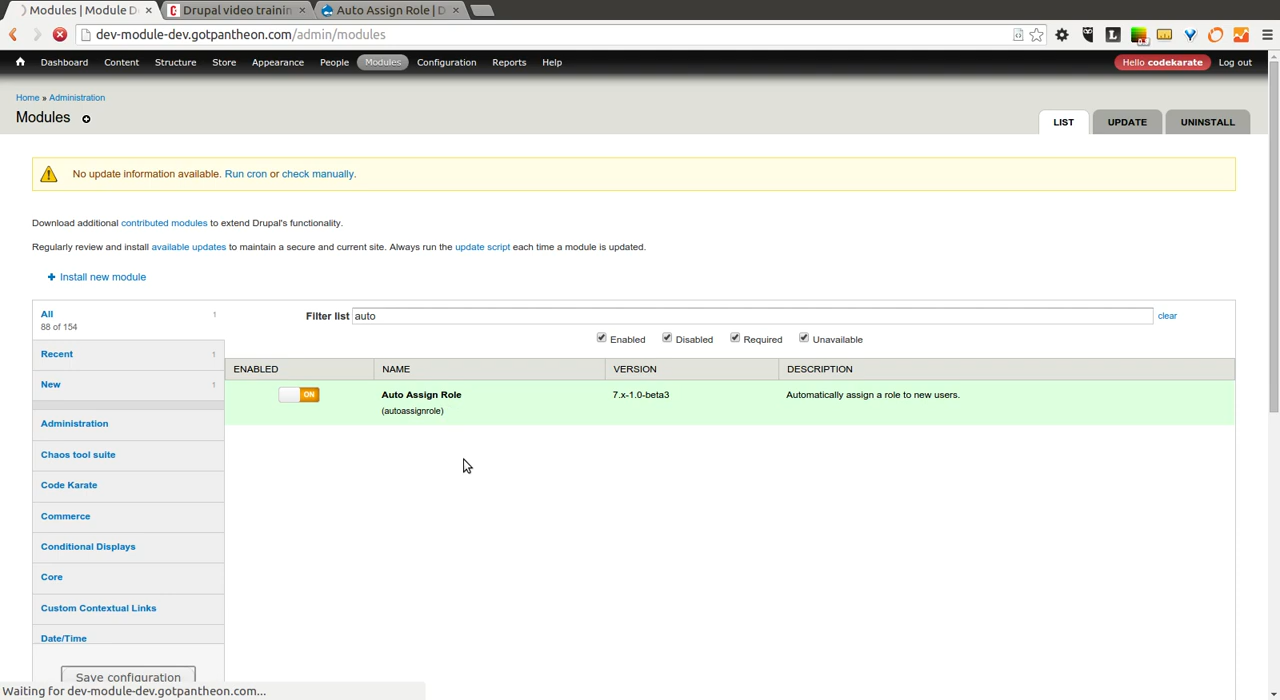 Modules | Module D
Drupal video trainin
Auto Assign Role | D
dev-module-dev.gotpantheon.com/admin/modules
Dashboard Content Structure Store Appearance People Modules Configuration Reports Help
Hello codekarate Log out
Home » Administration
Modules
LIST UPDATE UNINSTALL
No update information available. Run cron or check manually.
Download additional contributed modules to extend Drupal's functionality.
Regularly review and install available updates to maintain a secure and current site. Always run the update script each time a module is updated.
Install new module
All 1
88 of 154
Recent 1
New 1
Administration
Chaos tool suite
Code Karate
Commerce
Conditional Displays
Core
Custom Contextual Links
Date/Time
Save configuration
Filter list auto clear
Enabled Disabled Required Unavailable
ENABLED NAME VERSION DESCRIPTION
ON Auto Assign Role 7.x-1.0-beta3 Automatically assign a role to new users.
(autoassignrole)
Waiting for dev-module-dev.gotpantheon.com...